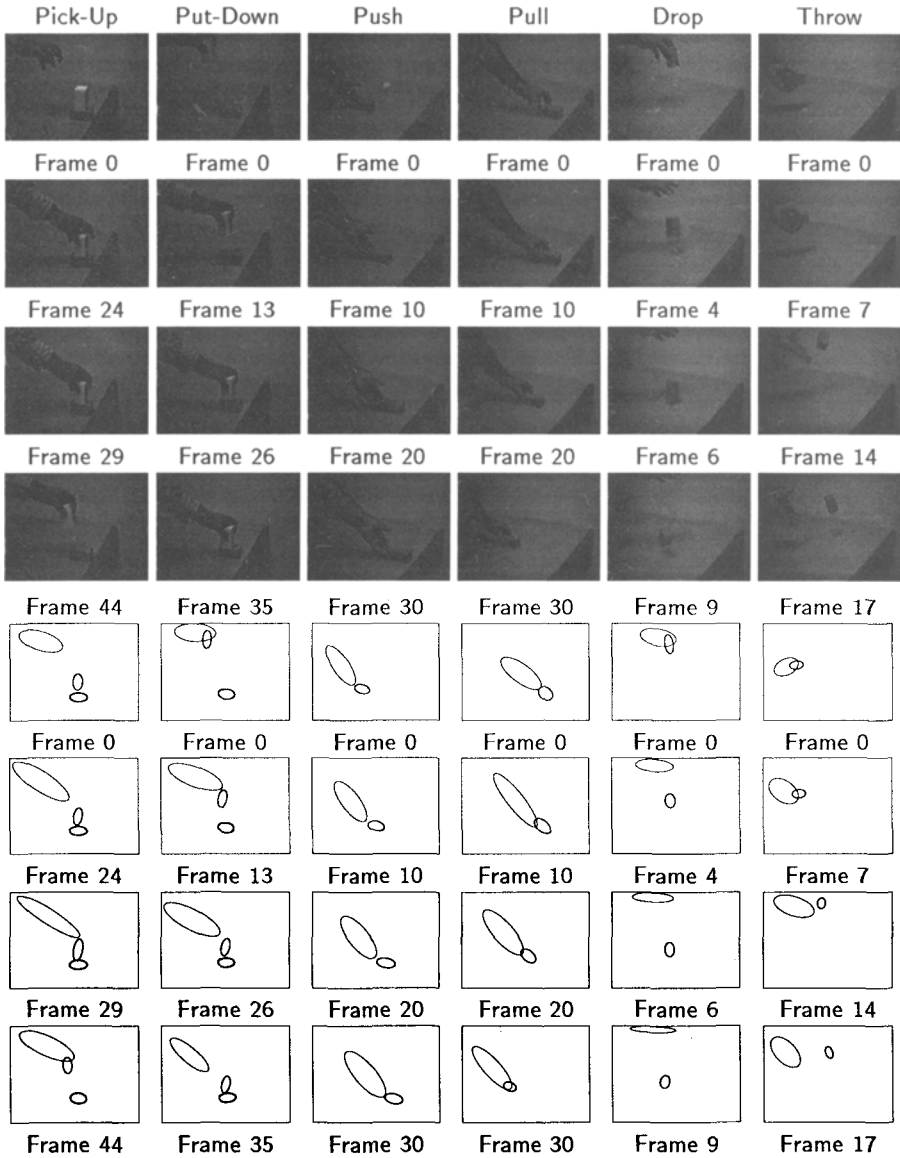 Pick-Up Put-Down Push Pull Drop Throw
Frame 0 Frame 0 Frame 0 Frame 0 Frame 0 Frame 0
Frame 24 Frame 13 Frame 10 Frame 10 Frame 4 Frame 7
Frame 29 Frame 26 Frame 20 Frame 20 Frame 6 Frame 14
Frame 44 Frame 35 Frame 30 Frame 30 Frame 9 Frame 17
Frame 0 Frame 0 Frame 0 Frame 0 Frame 0 Frame 0
Frame 24 Frame 13 Frame 10 Frame 10 Frame 4 Frame 7
Frame 29 Frame 26 Frame 20 Frame 20 Frame 6 Frame 14
Frame 44 Frame 35 Frame 30 Frame 30 Frame 9 Frame 17